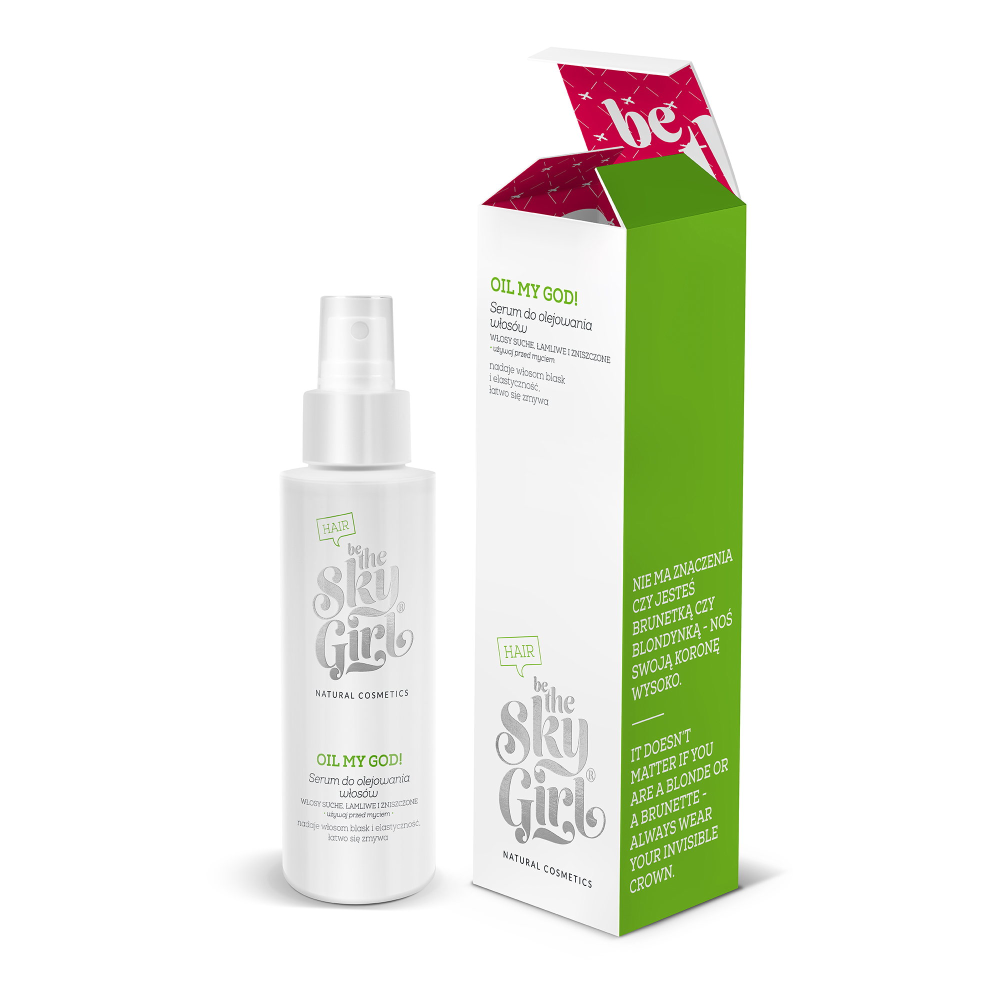 HAIR
be
the
Sky
Girl®
NATURAL COSMETICS
OIL MY GOD!
Serum do olejowania
włosów
WŁOSY SUCHE, ŁAMLIWE I ZNISZCZONE
• używaj przed myciem •
nadaje włosom blask i elastyczność,
łatwo się zmywa
be
OIL MY GOD!
Serum do olejowania
włosów
WŁOSY SUCHE, ŁAMLIWE I ZNISZCZONE
• używaj przed myciem
nadaje włosom blask
i elastyczność,
łatwo się zmywa
HAIR
be
the
Sky
Girl®
NATURAL COSMETICS
NIE MA ZNACZENIA
CZY JESTEŚ
BRUNETKĄ CZY
BLONDYNKĄ - NOŚ
SWOJĄ KORONĘ
WYSOKO.
IT DOESN'T
MATTER IF YOU
ARE A BLONDE OR
A BRUNETTE -
ALWAYS WEAR
YOUR INVISIBLE
CROWN.